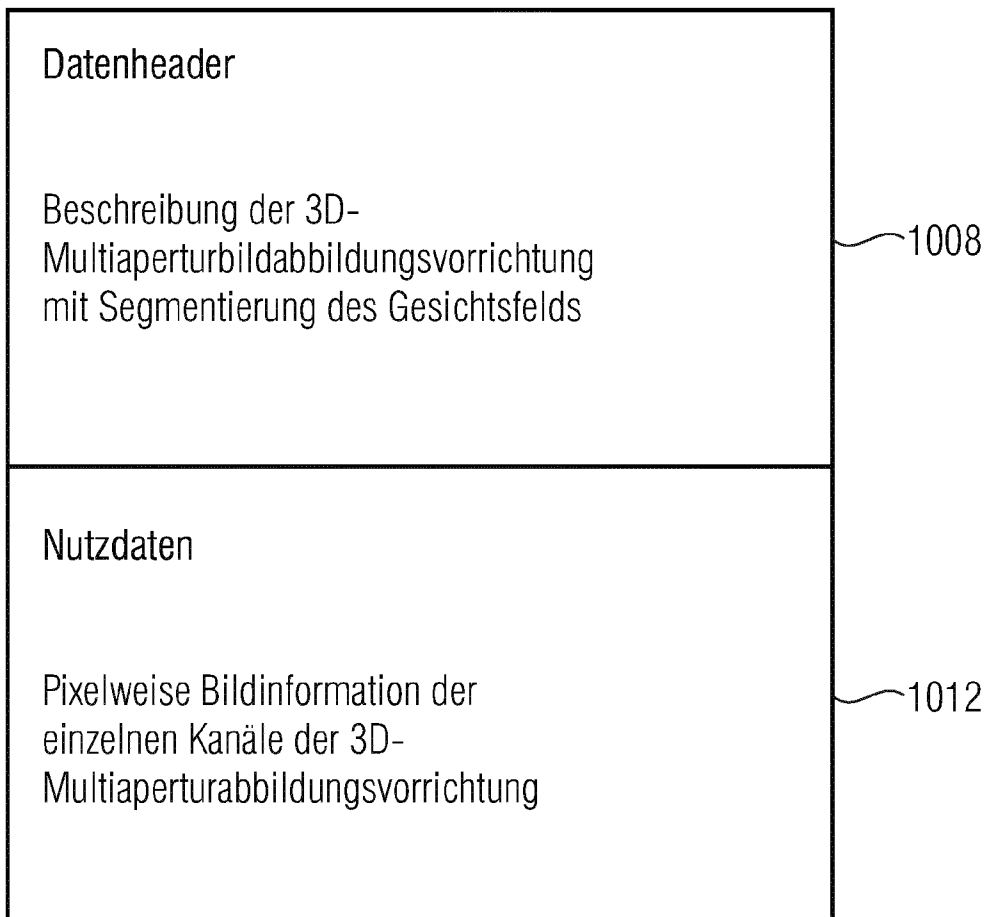 Datenheader
Beschreibung der 3D-
Multiaperturbildabbildungsvorrichtung
mit Segmentierung des Gesichtsfelds
1008
Nutzdaten
Pixelweise Bildinformation der
einzelnen Kanäle der 3D-
Multiaperturabbildungsvorrichtung
1012